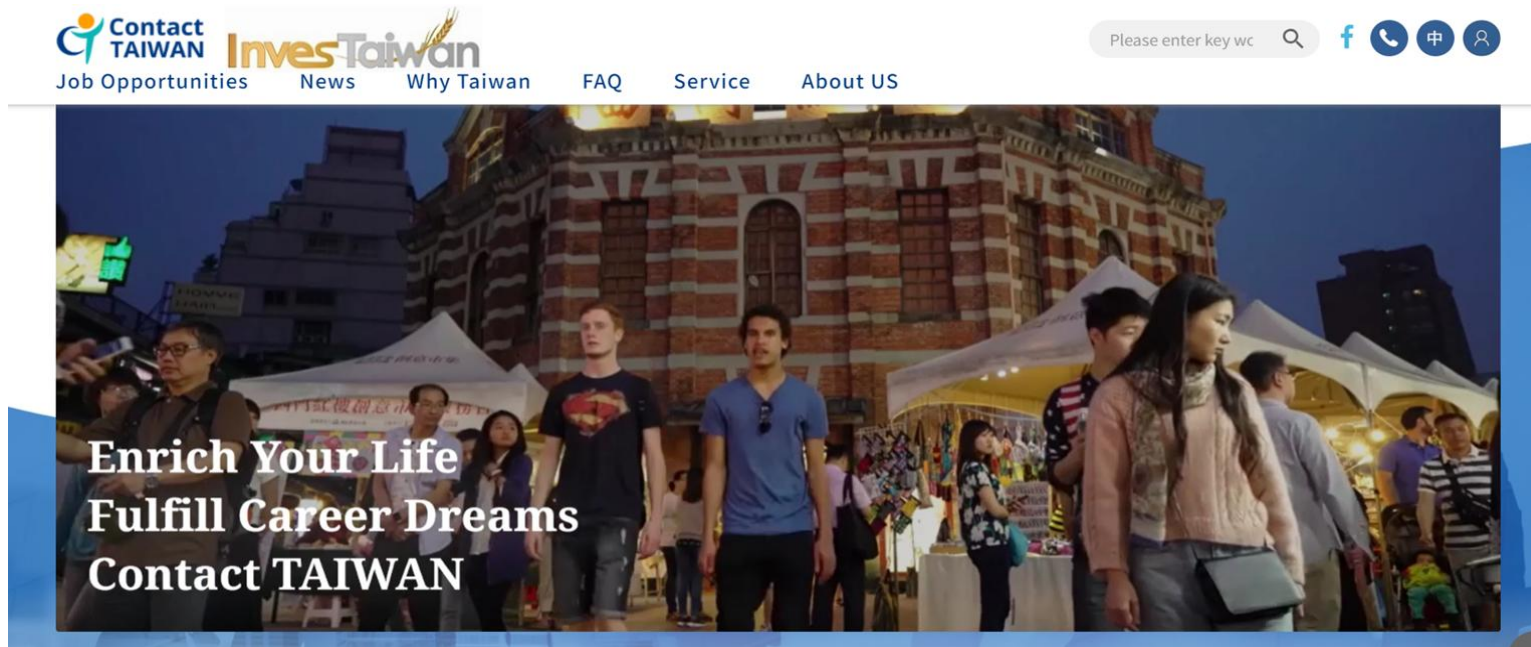 Contact
TAIWAN
InvesTaiwan
Please enter key wc
中
Job Opportunities
News
Why Taiwan
FAQ
Service
About US
Enrich Your Life
Fulfill Career Dreams
Contact TAIWAN